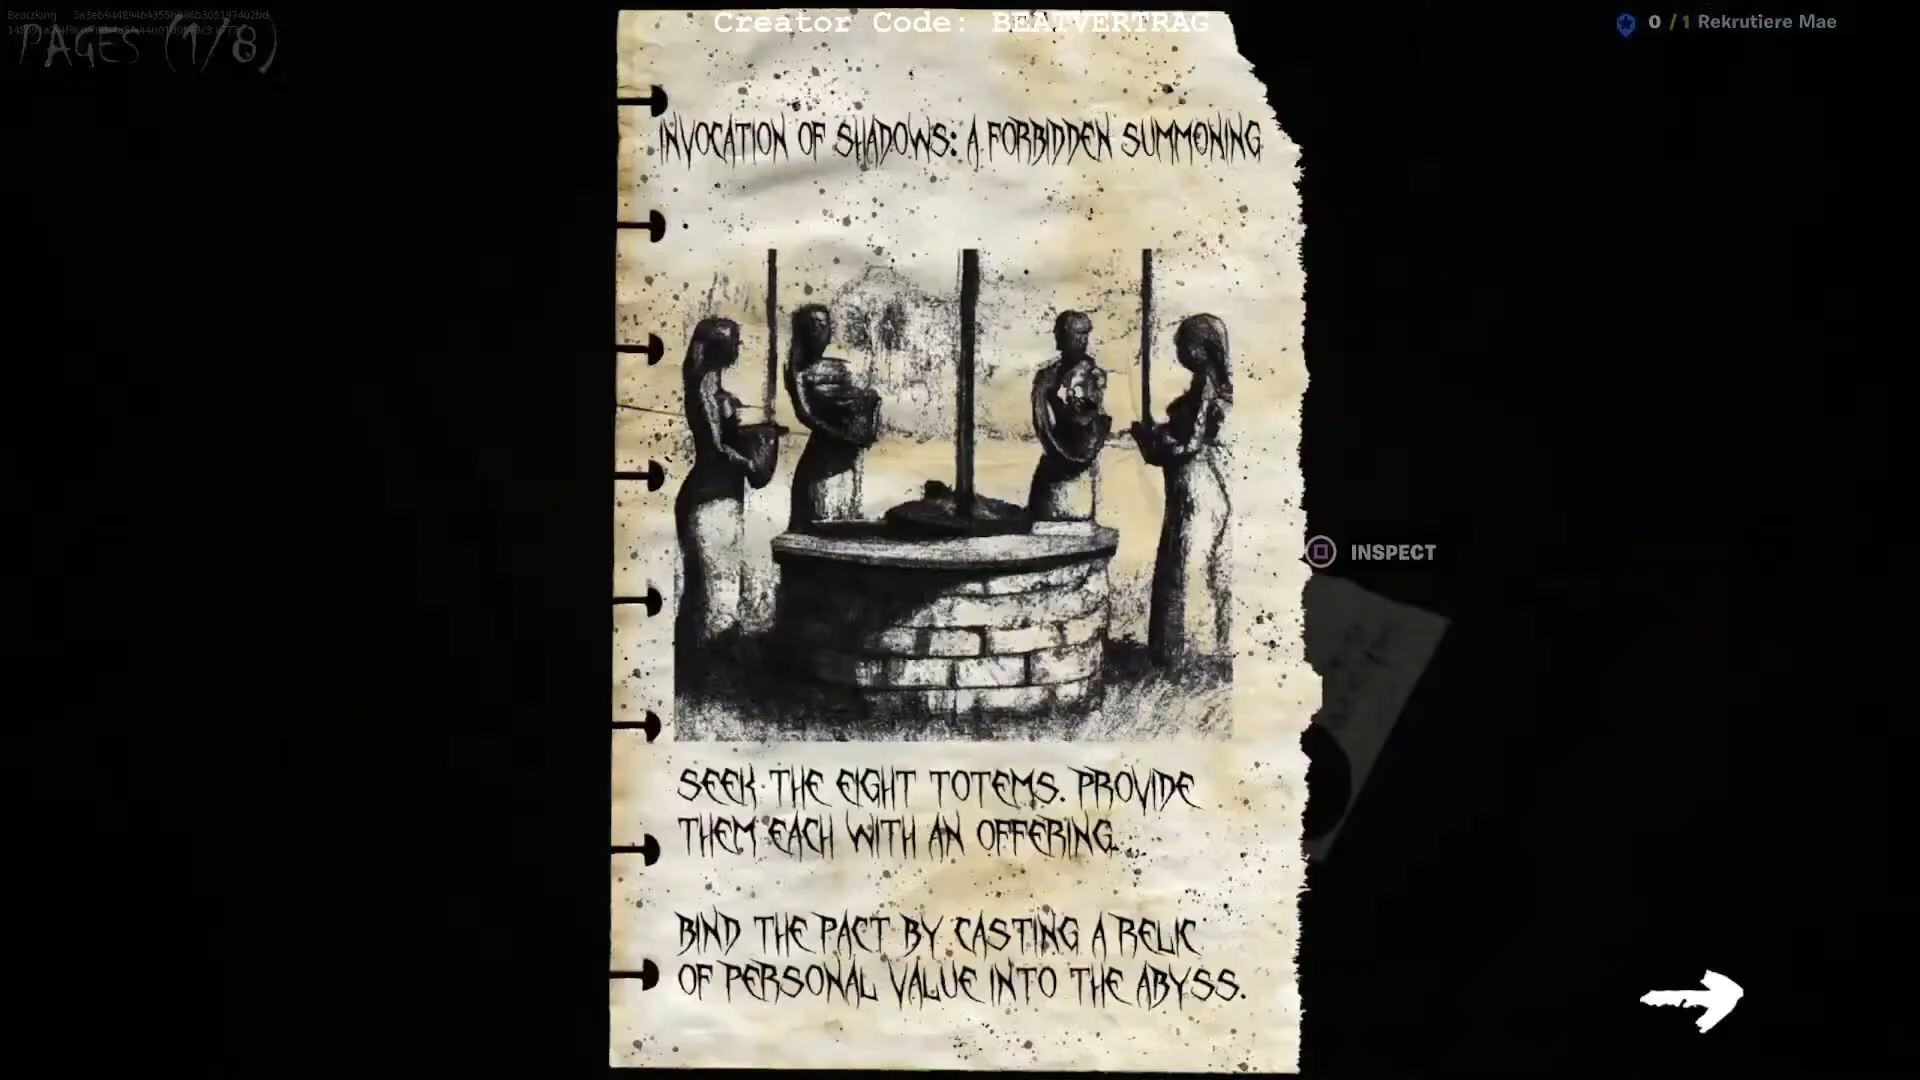 Beaczking
PAGES (1/8)
Creator Code: BEATVERTRAG
0 / 1 Rekrutiere Mae
INVOCATION OF SHADOWS: A FORBIDDEN SUMMONING
INSPECT
SEEK THE EIGHT TOTEMS. PROVIDE
THEM EACH WITH AN OFFERING...
BIND THE PACT BY CASTING A RELIC
OF PERSONAL VALUE INTO THE ABYSS.